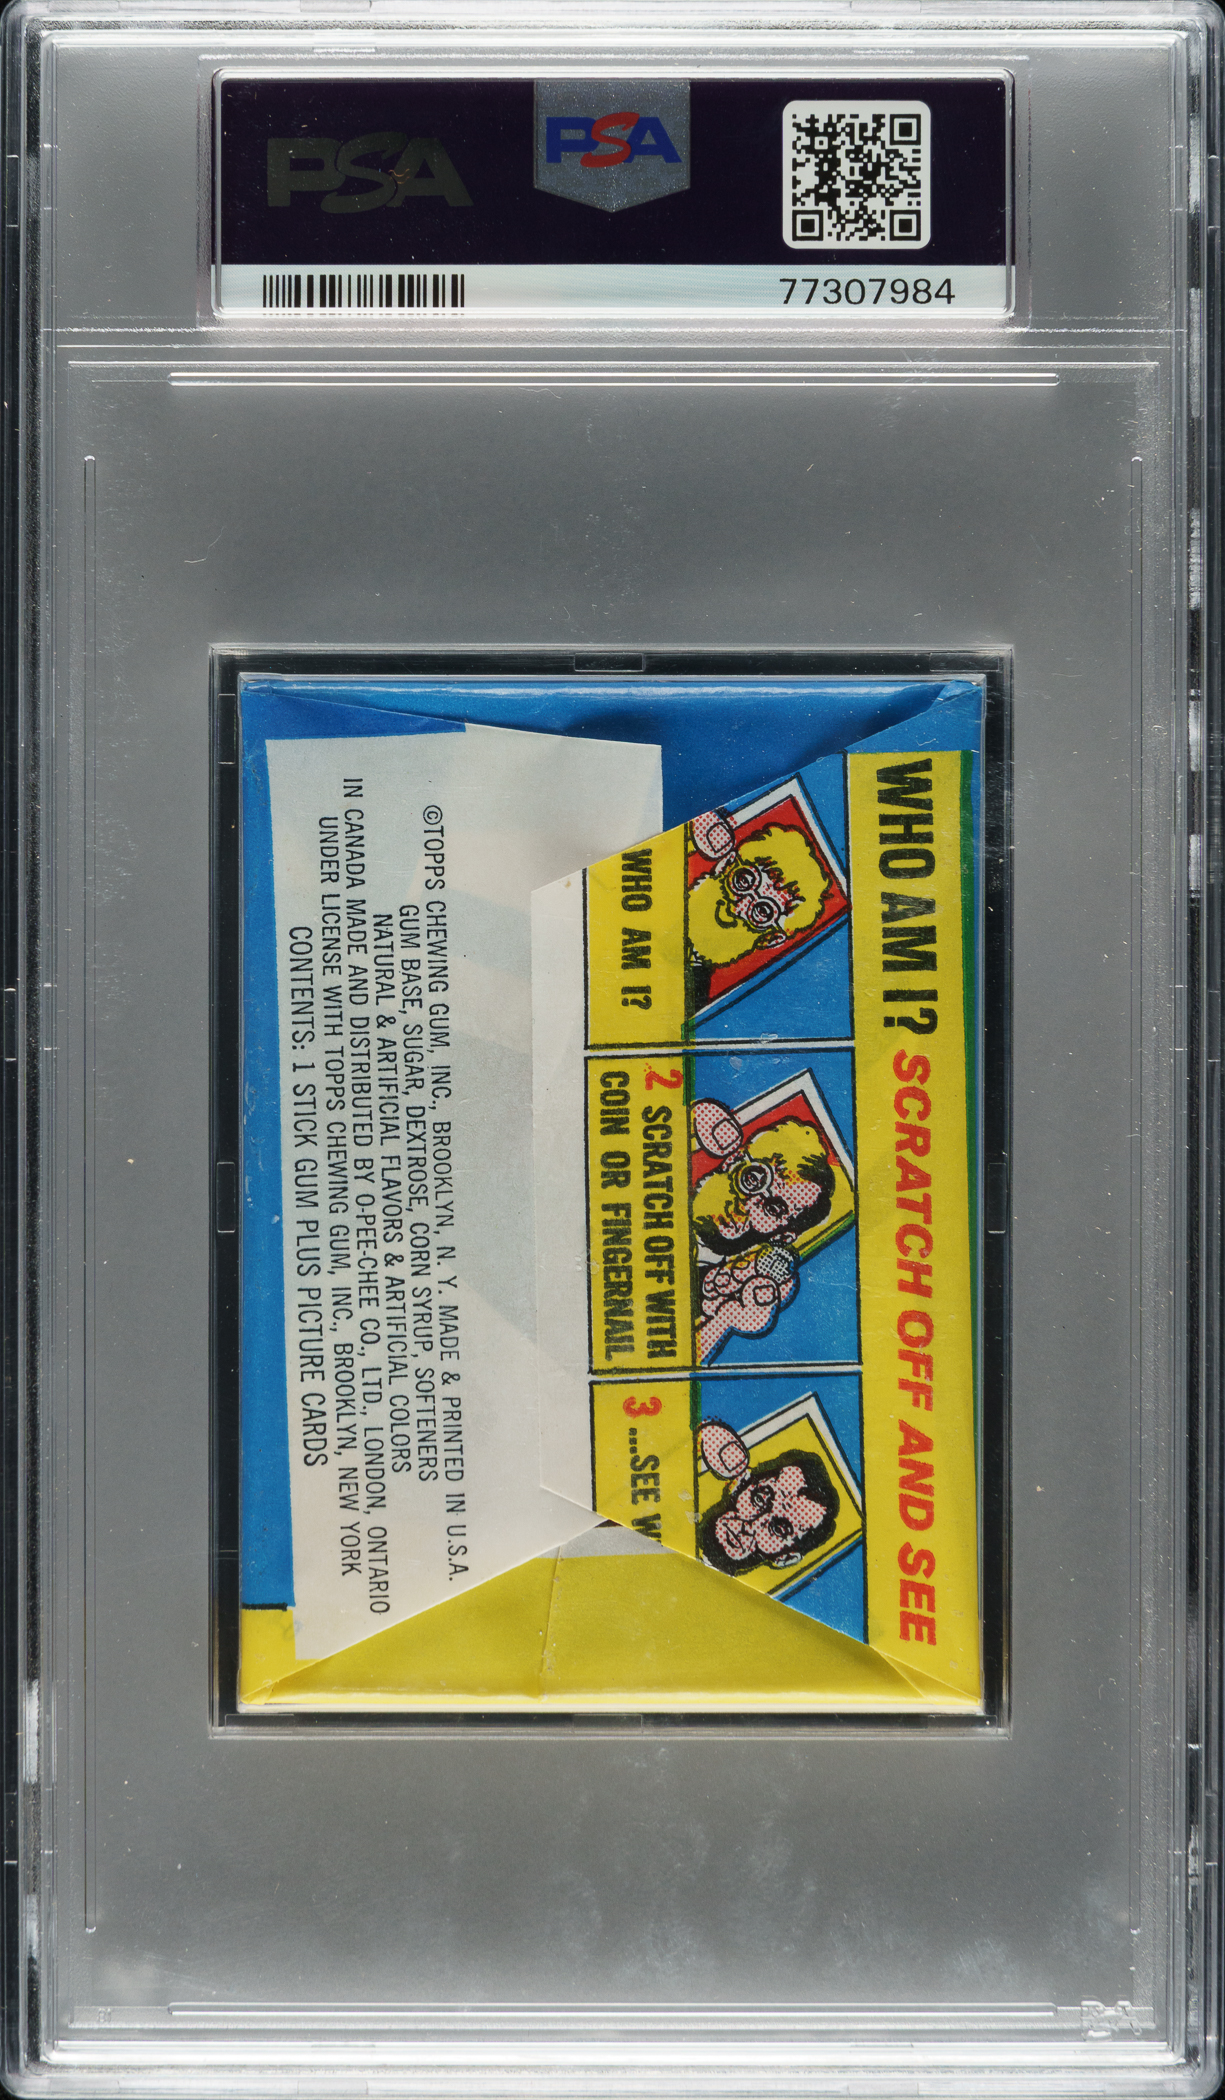 PSA
PSA
77307984
WHO AM I? SCRATCH OFF AND SEE
WHO AM I?
2 SCRATCH OFF WITH
COIN OR FINGERNAIL
3 ...SEE W
©TOPPS CHEWING GUM, INC., BROOKLYN, N. Y. MADE & PRINTED IN U.S.A.
GUM BASE, SUGAR, DEXTROSE, CORN SYRUP, SOFTENERS
NATURAL & ARTIFICIAL FLAVORS & ARTIFICIAL COLORS
IN CANADA MADE AND DISTRIBUTED BY O-PEE-CHEE CO., LTD., LONDON, ONTARIO
UNDER LICENSE WITH TOPPS CHEWING GUM, INC., BROOKLYN, NEW YORK
CONTENTS: 1 STICK GUM PLUS PICTURE CARDS